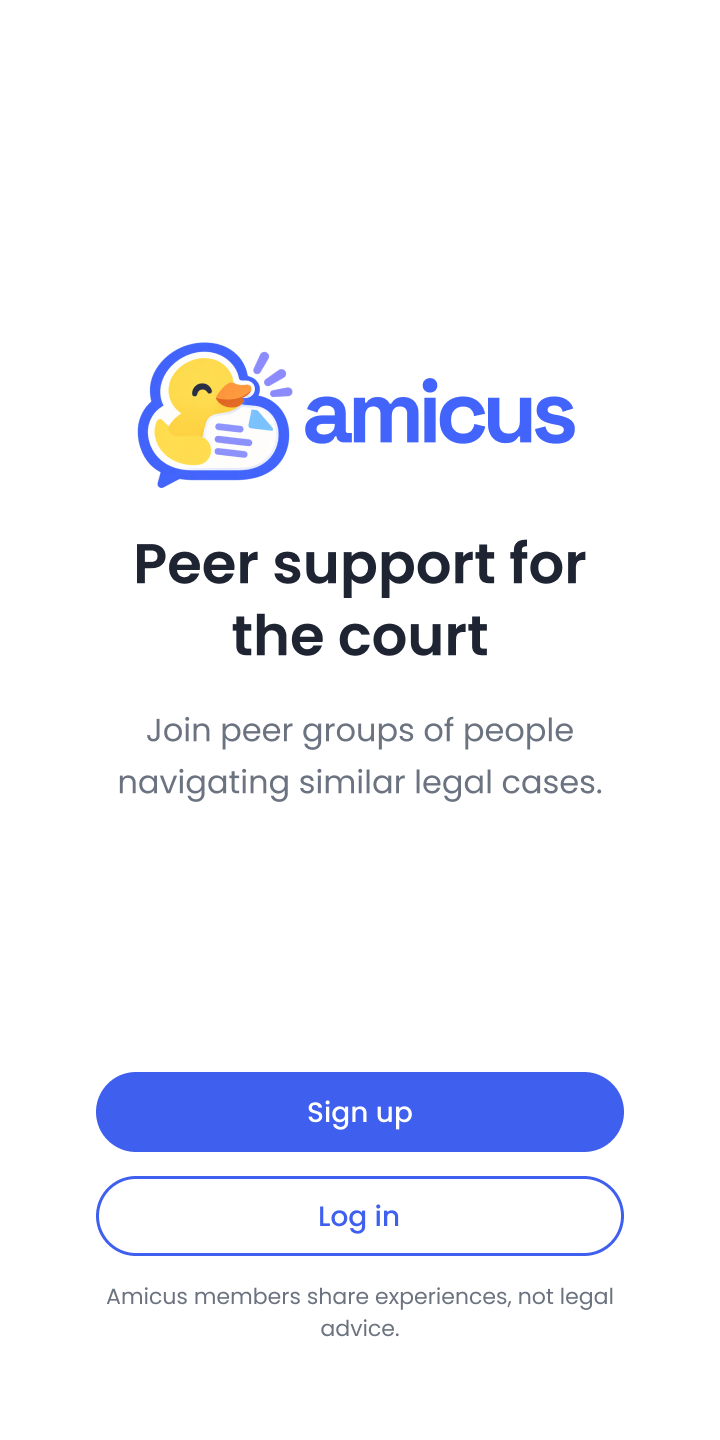 amicus
Peer support for
the court
Join peer groups of people
navigating similar legal cases.
Sign up
Log in
Amicus members share experiences, not legal
advice.